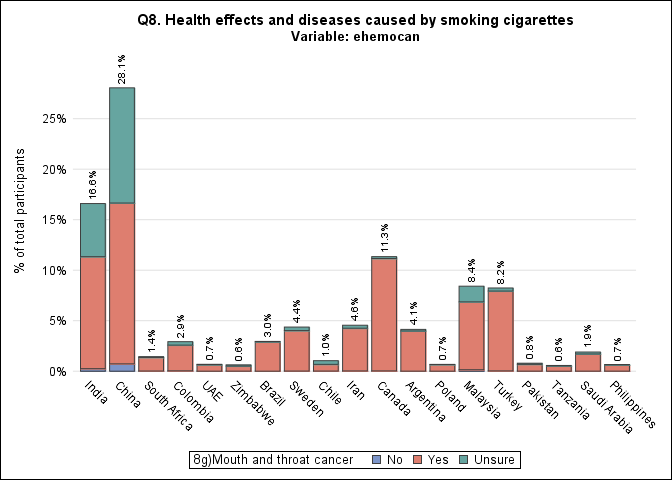 Q8. Health effects and diseases caused by smoking cigarettes
Variable: ehemocan
% of total participants
25%
20%
15%
10%
5%
0%
16.6%
28.1%
1.4%
2.9%
0.7%
0.6%
3.0%
4.4%
1.0%
4.6%
11.3%
4.1%
0.7%
8.4%
8.2%
0.8%
0.6%
1.9%
0.7%
India
China
South Africa
Colombia
UAE
Zimbabwe
Brazil
Sweden
Chile
Iran
Canada
Argentina
Poland
Malaysia
Turkey
Pakistan
Tanzania
Saudi Arabia
Philippines
8g)Mouth and throat cancer No Yes Unsure